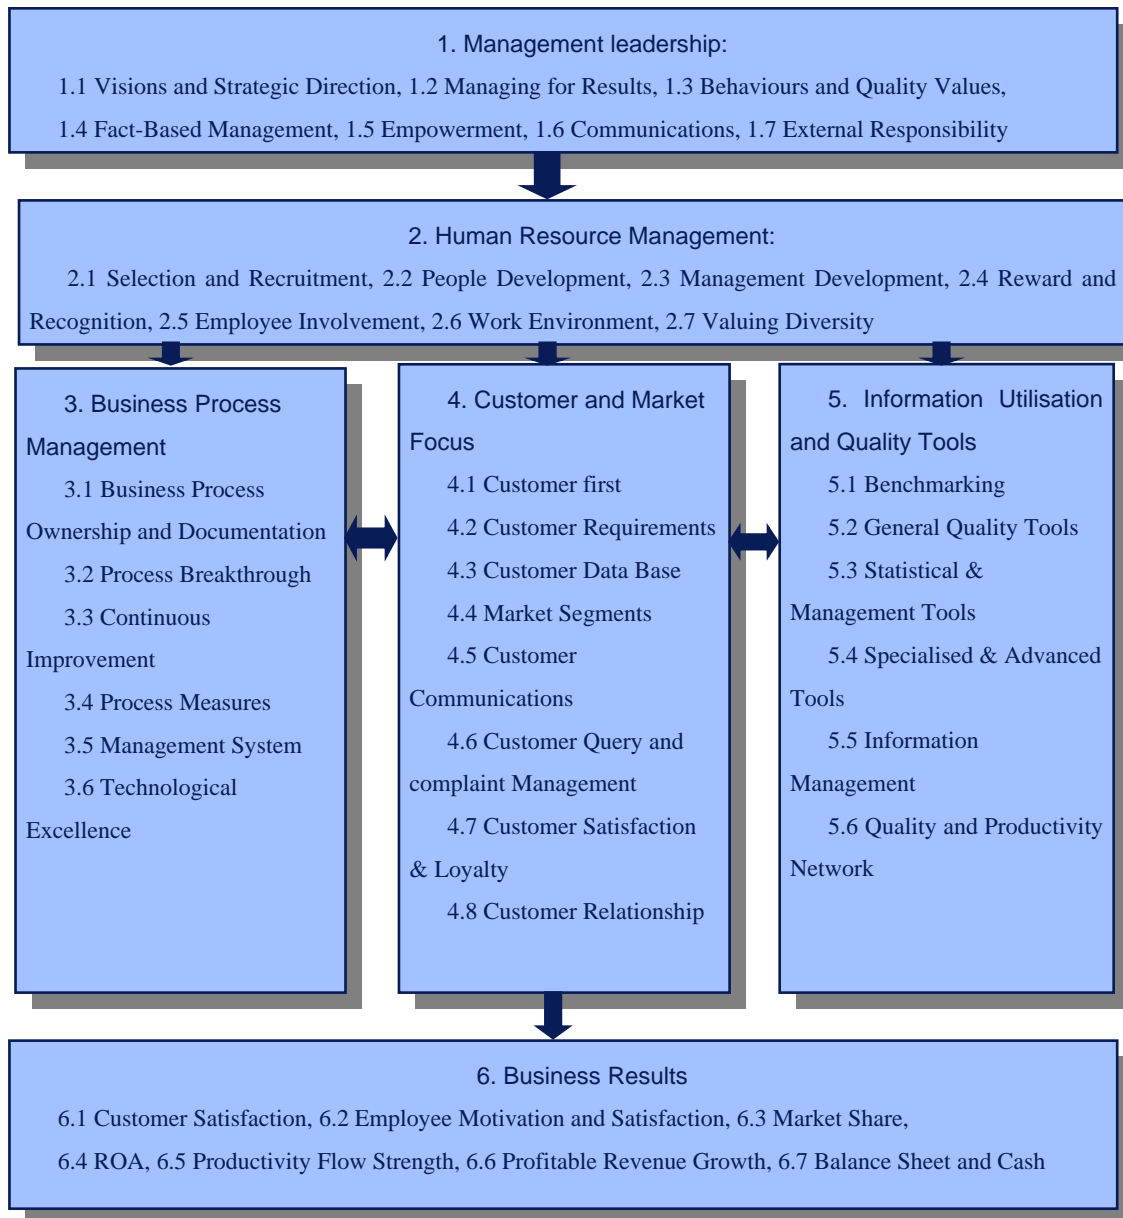 1. Management leadership:
1.1 Visions and Strategic Direction, 1.2 Managing for Results, 1.3 Behaviours and Quality Values,
1.4 Fact-Based Management, 1.5 Empowerment, 1.6 Communications, 1.7 External Responsibility
2. Human Resource Management:
2.1 Selection and Recruitment, 2.2 People Development, 2.3 Management Development, 2.4 Reward and
Recognition, 2.5 Employee Involvement, 2.6 Work Environment, 2.7 Valuing Diversity
3. Business Process
Management
3.1 Business Process
Ownership and Documentation
3.2 Process Breakthrough
3.3 Continuous
Improvement
3.4 Process Measures
3.5 Management System
3.6 Technological
Excellence
4. Customer and Market
Focus
4.1 Customer first
4.2 Customer Requirements
4.3 Customer Data Base
4.4 Market Segments
4.5 Customer
Communications
4.6 Customer Query and
complaint Management
4.7 Customer Satisfaction
& Loyalty
4.8 Customer Relationship
5. Information Utilisation
and Quality Tools
5.1 Benchmarking
5.2 General Quality Tools
5.3 Statistical &
Management Tools
5.4 Specialised & Advanced
Tools
5.5 Information
Management
5.6 Quality and Productivity
Network
6. Business Results
6.1 Customer Satisfaction, 6.2 Employee Motivation and Satisfaction, 6.3 Market Share,
6.4 ROA, 6.5 Productivity Flow Strength, 6.6 Profitable Revenue Growth, 6.7 Balance Sheet and Cash